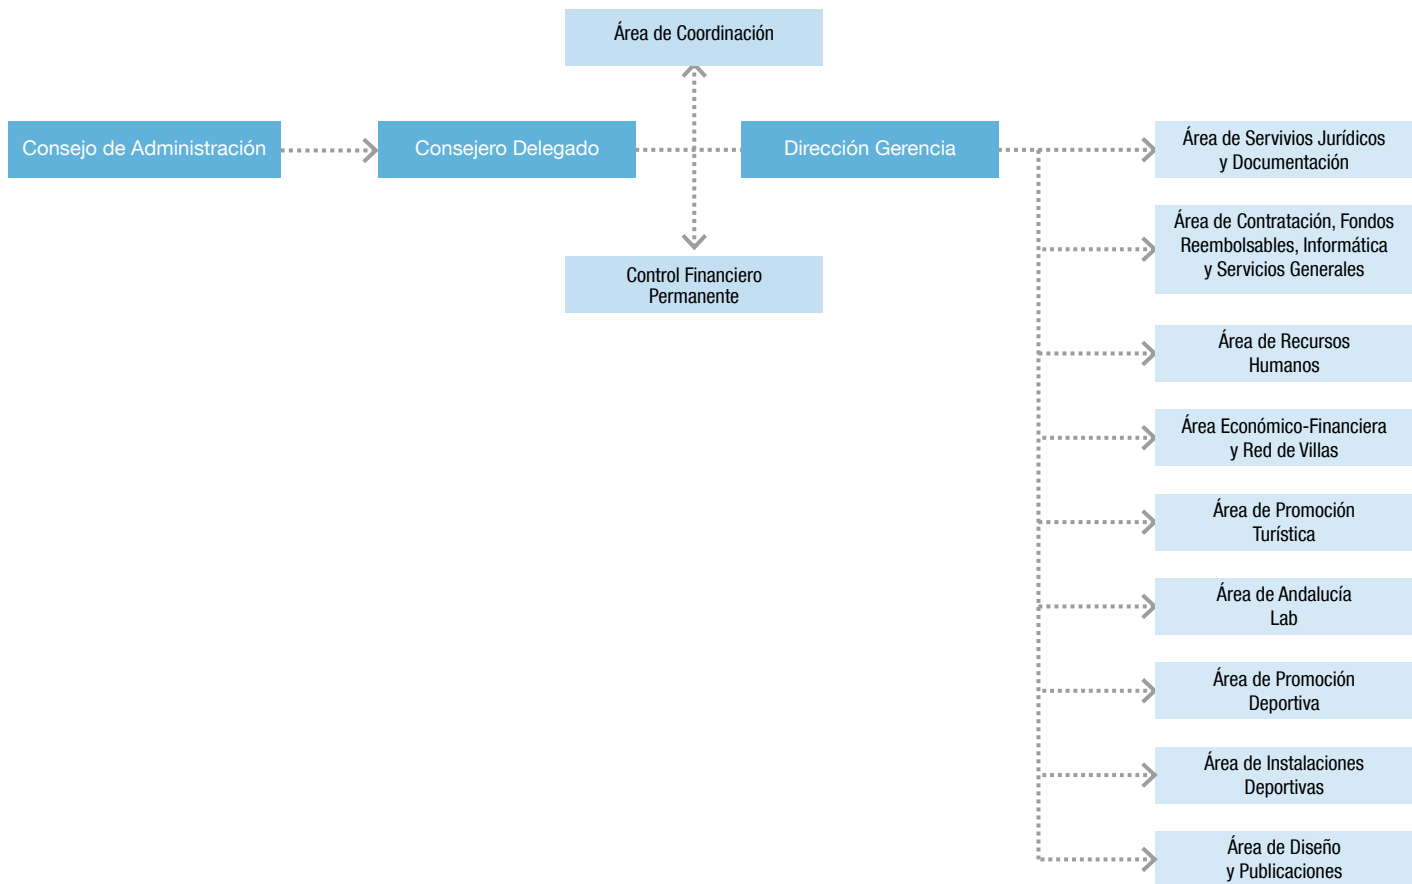 Área de Coordinación
Consejo de Administración
Consejero Delegado
Dirección Gerencia
Control Financiero
Permanente
Área de Servivios Jurídicos
y Documentación
Área de Contratación, Fondos
Reembolsables, Informática
y Servicios Generales
Área de Recursos
Humanos
Área Económico-Financiera
y Red de Villas
Área de Promoción
Turística
Área de Andalucía
Lab
Área de Promoción
Deportiva
Área de Instalaciones
Deportivas
Área de Diseño
y Publicaciones